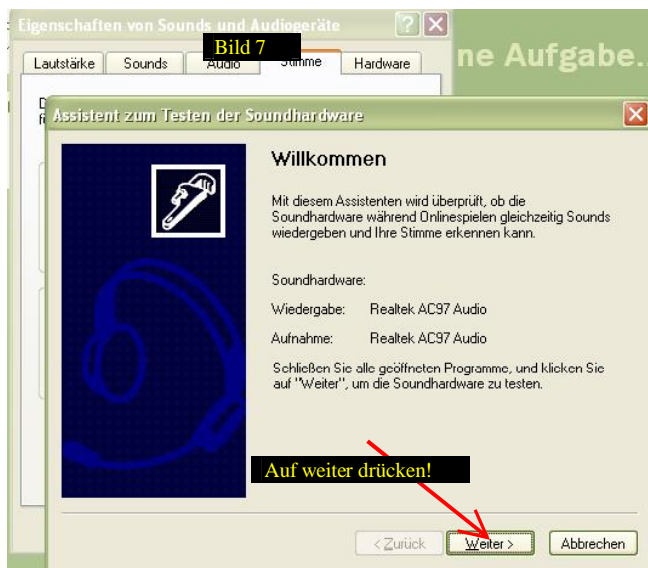 Eigenschaften von Sounds und Audiogeräte
Bild 7
ne Aufgabe..
Lautstärke Sounds Audio Stimme Hardware
Assistent zum Testen der Soundhardware
Willkommen
Mit diesem Assistenten wird überprüft, ob die
Soundhardware während Onlinespielen gleichzeitig Sounds
wiedergeben und Ihre Stimme erkennen kann.
Soundhardware:
Wiedergabe: Realtek AC97 Audio
Aufnahme: Realtek AC97 Audio
Schließen Sie alle geöffneten Programme, und klicken Sie
auf "Weiter", um die Soundhardware zu testen.
Auf weiter drücken!
< Zurück Weiter > Abbrechen